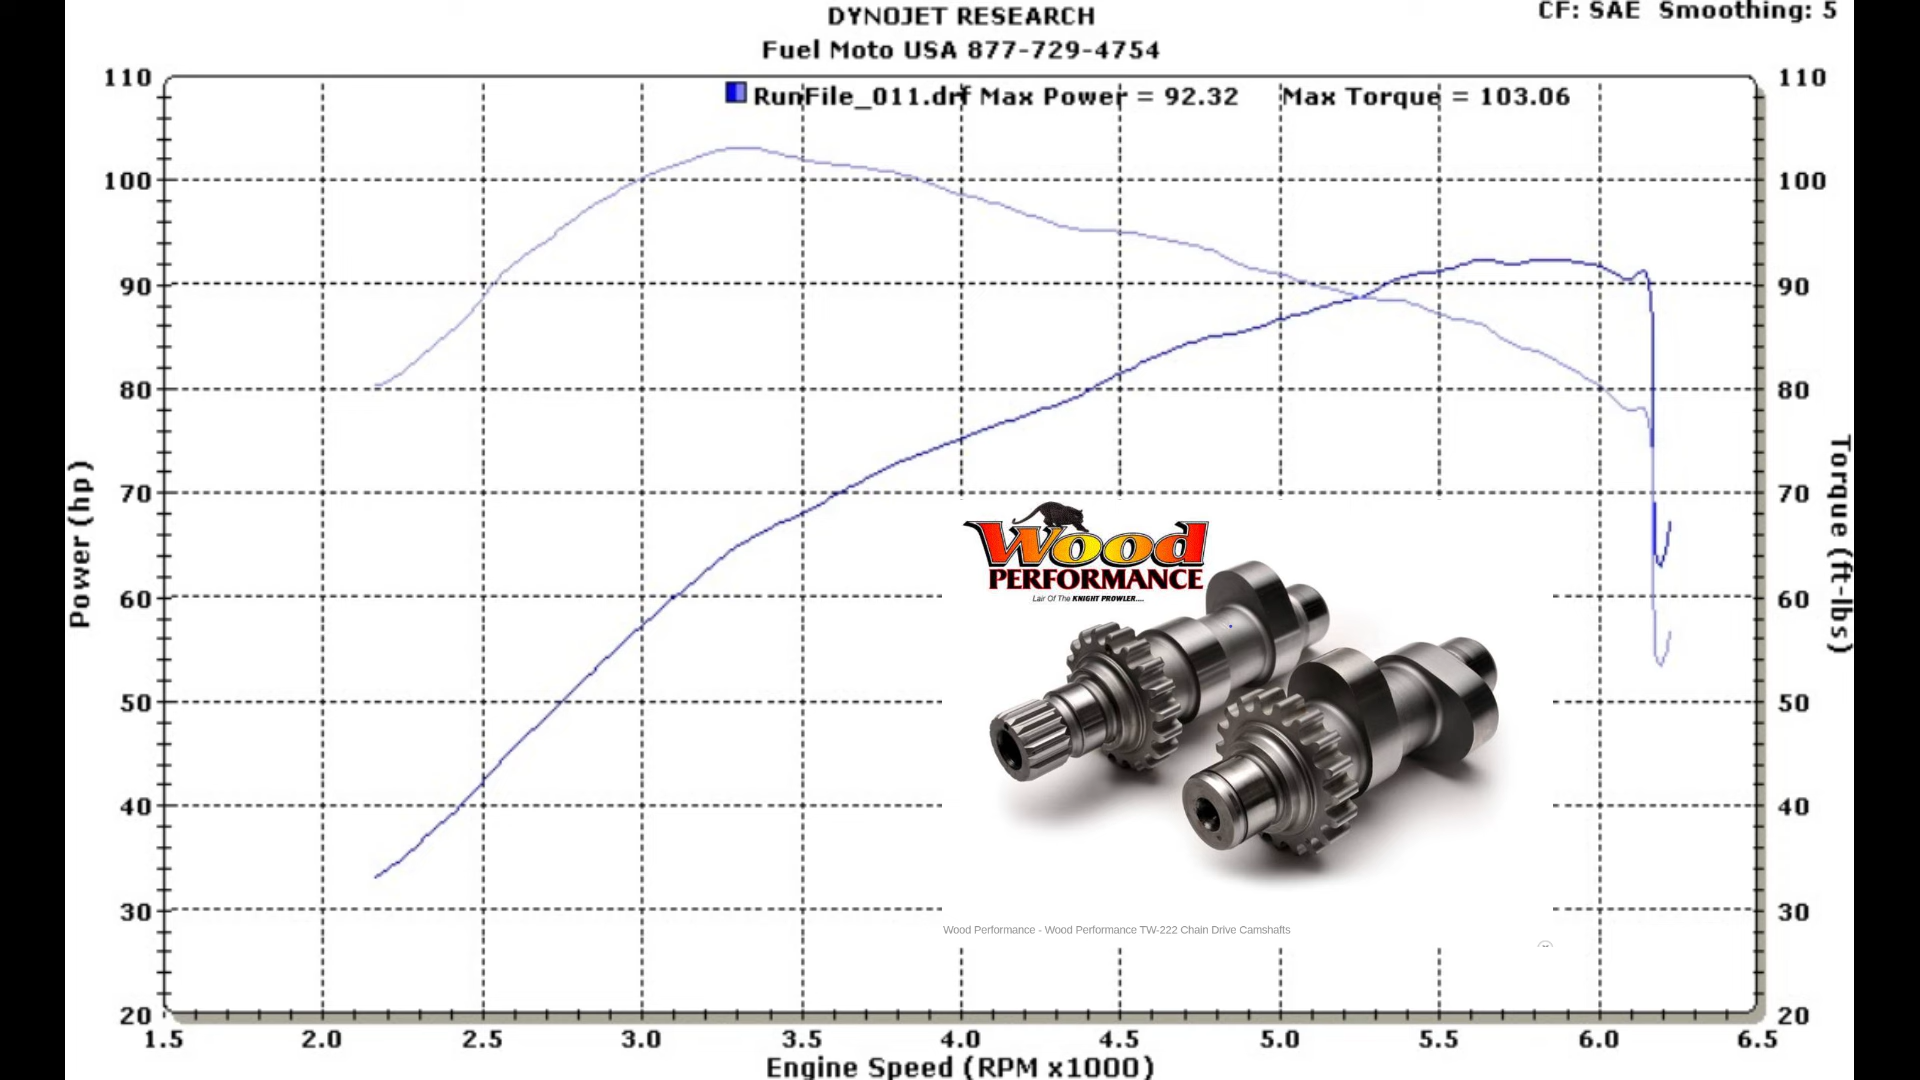 DYNOJET RESEARCH
CF: SAE Smoothing: 5
Fuel Moto USA 877-729-4754
RunFile_011.drf Max Power = 92.32 Max Torque = 103.06
110
100
90
80
70
60
50
40
30
20
Power (hp)
110
100
90
80
70
60
50
40
30
20
Torque (ft-lbs)
Wood
PERFORMANCE
Lair Of The KNIGHT PROWLER....
Wood Performance - Wood Performance TW-222 Chain Drive Camshafts
1.5 2.0 2.5 3.0 3.5 4.0 4.5 5.0 5.5 6.0 6.5
Engine Speed (RPM x1000)